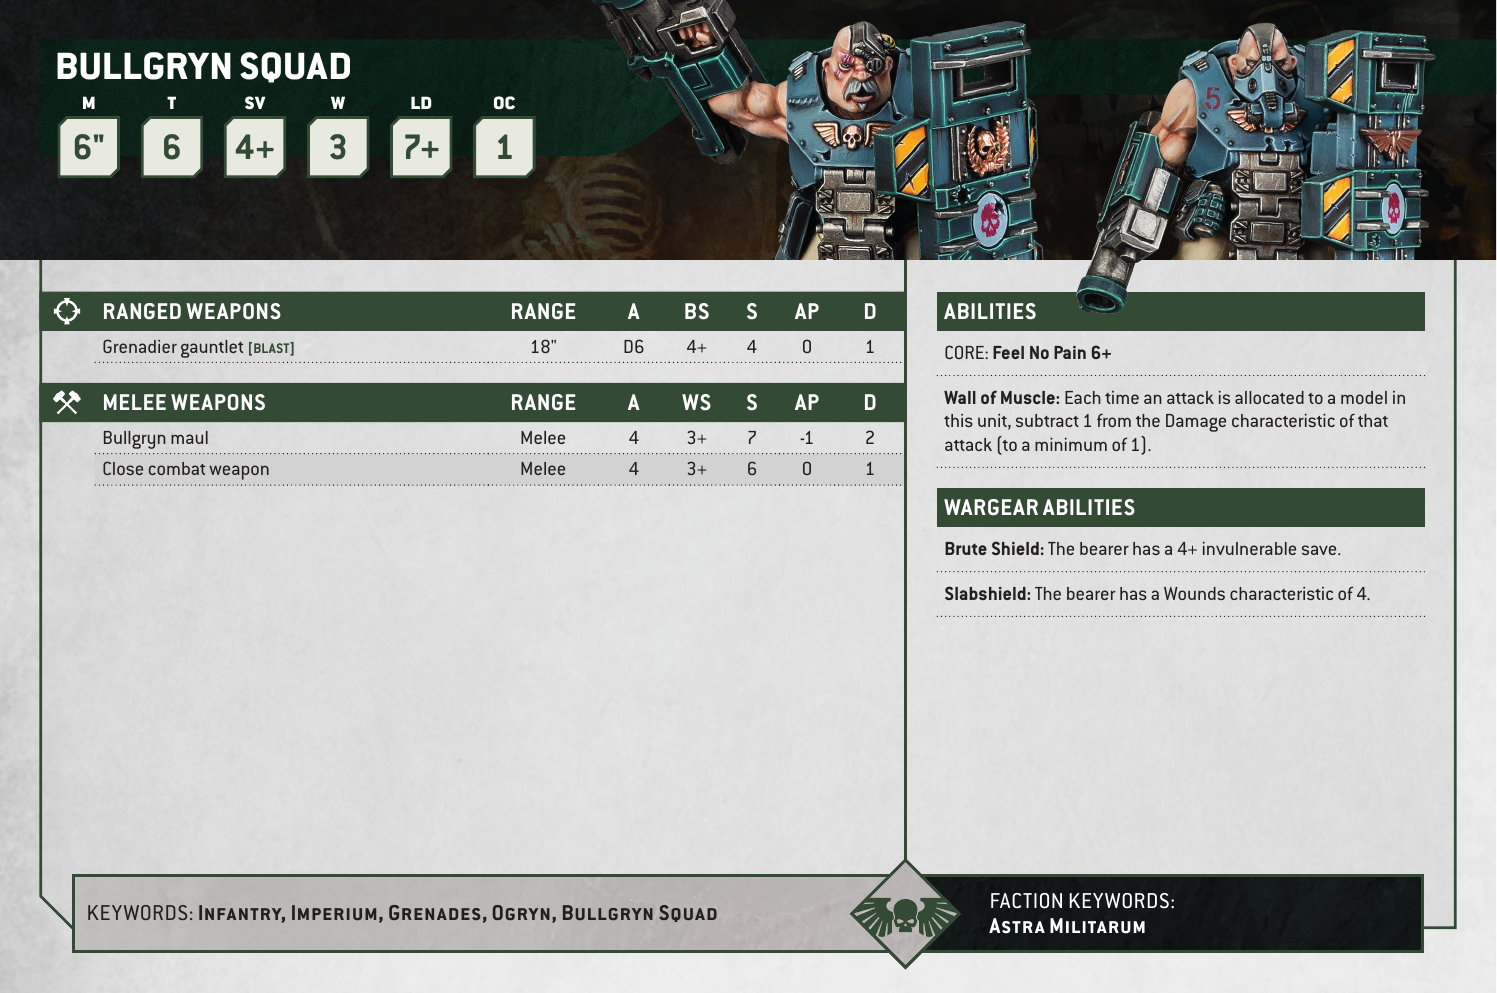 BULLGRYN SQUAD
M T SV W LD OC
6" 6 4+ 3 7+ 1
5
RANGED WEAPONS RANGE A BS S AP D
Grenadier gauntlet [BLAST] 18" D6 4+ 4 0 1
MELEE WEAPONS RANGE A WS S AP D
Bullgryn maul Melee 4 3+ 7 -1 2
Close combat weapon Melee 4 3+ 6 0 1
ABILITIES
CORE: Feel No Pain 6+
Wall of Muscle: Each time an attack is allocated to a model in
this unit, subtract 1 from the Damage characteristic of that
attack (to a minimum of 1).
WARGEAR ABILITIES
Brute Shield: The bearer has a 4+ invulnerable save.
Slabshield: The bearer has a Wounds characteristic of 4.
KEYWORDS: Infantry, Imperium, Grenades, Ogryn, Bullgryn Squad
FACTION KEYWORDS:
Astra Militarum